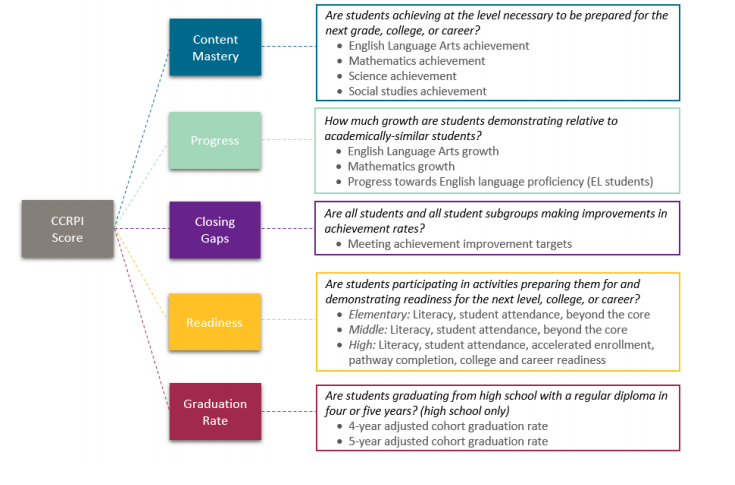 CCRPI
Score
Content
Mastery
Are students achieving at the level necessary to be prepared for the
next grade, college, or career?
• English Language Arts achievement
• Mathematics achievement
• Science achievement
• Social studies achievement
Progress
How much growth are students demonstrating relative to
academically-similar students?
• English Language Arts growth
• Mathematics growth
• Progress towards English language proficiency (EL students)
Closing
Gaps
Are all students and all student subgroups making improvements in
achievement rates?
• Meeting achievement improvement targets
Readiness
Are students participating in activities preparing them for and
demonstrating readiness for the next level, college, or career?
• Elementary: Literacy, student attendance, beyond the core
• Middle: Literacy, student attendance, beyond the core
• High: Literacy, student attendance, accelerated enrollment,
pathway completion, college and career readiness
Graduation
Rate
Are students graduating from high school with a regular diploma in
four or five years? (high school only)
• 4-year adjusted cohort graduation rate
• 5-year adjusted cohort graduation rate